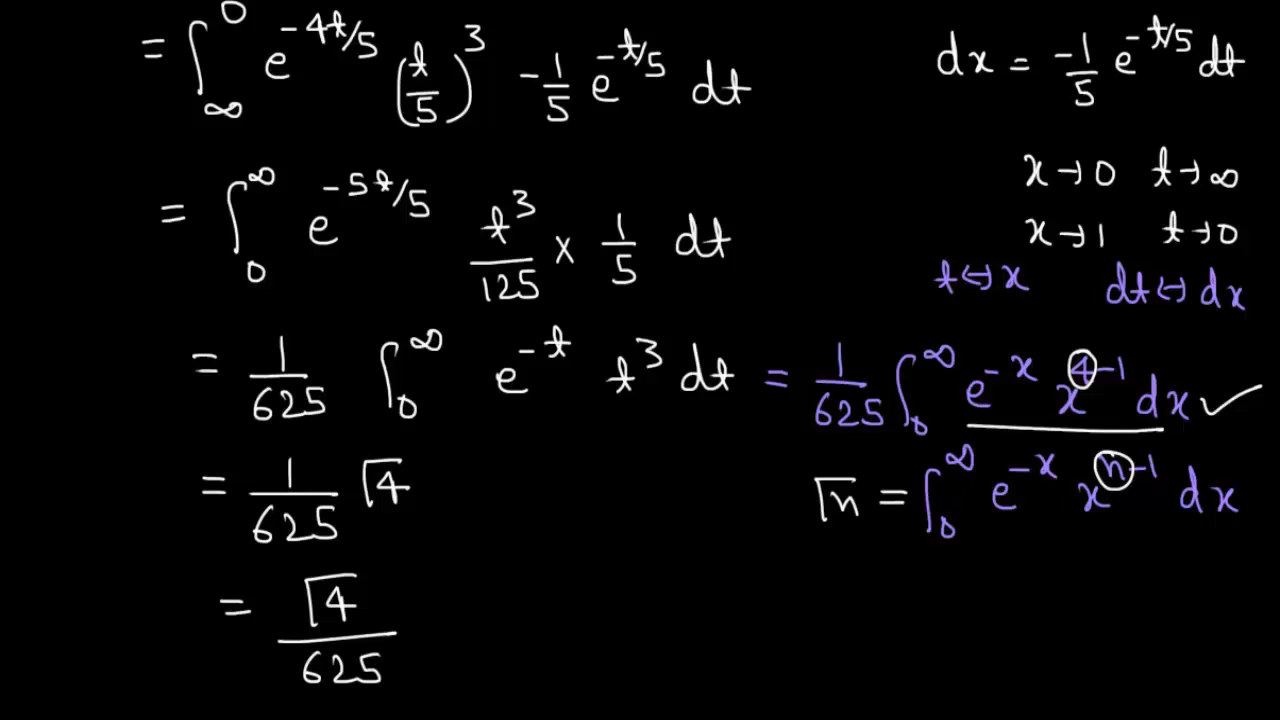 = ∫_∞^0 e^{-4t/5} (t/5)^3 -1/5 e^{-t/5} dt
dx = -1/5 e^{-t/5} dt
= ∫_0^∞ e^{-5t/5} t^3/125 × 1/5 dt
x→0 t→∞
x→1 t→0
t↔x dt↔dx
= 1/625 ∫_0^∞ e^{-t} t^3 dt = 1/625 ∫_0^∞ e^{-x} x^{4-1} dx ✓
= 1/625 Γ4
Γn = ∫_0^∞ e^{-x} x^{n-1} dx
= Γ4/625